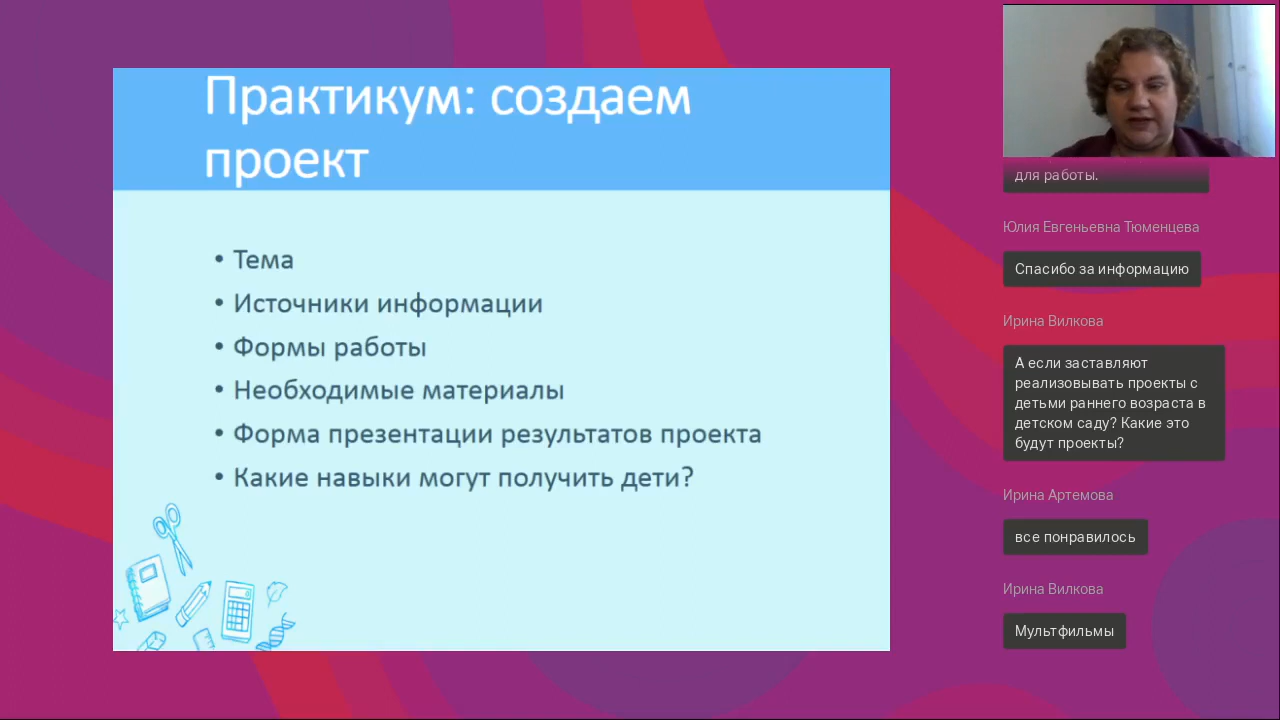 Практикум: создаем
проект
• Тема
• Источники информации
• Формы работы
• Необходимые материалы
• Форма презентации результатов проекта
• Какие навыки могут получить дети?
для работы.
Юлия Евгеньевна Тюменцева
Спасибо за информацию
Ирина Вилкова
А если заставляют
реализовывать проекты с
детьми раннего возраста в
детском саду? Какие это
будут проекты?
Ирина Артемова
все понравилось
Ирина Вилкова
Мультфильмы